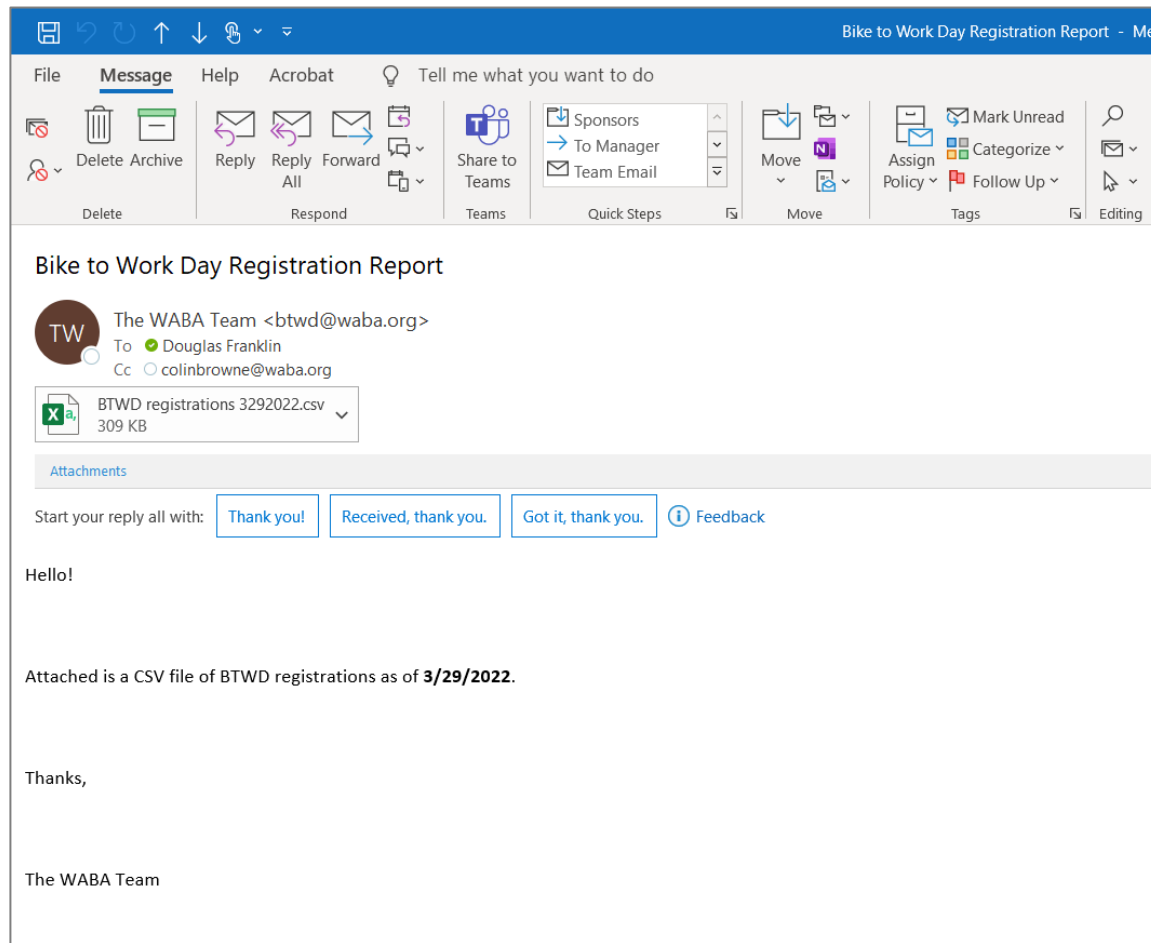 Bike to Work Day Registration Report - Me
File Message Help Acrobat Tell me what you want to do
Delete Archive Reply Reply All Forward Share to Teams
Sponsors
To Manager
Team Email
Move Assign Policy Mark Unread
Categorize
Follow Up
Delete Respond Teams Quick Steps Move Tags Editing
Bike to Work Day Registration Report
TW
The WABA Team <btwd@waba.org>
To Douglas Franklin
Cc colinbrowne@waba.org
X a,
BTWD registrations 3292022.csv
309 KB
Attachments
Start your reply all with: Thank you! Received, thank you. Got it, thank you. Feedback
Hello!
Attached is a CSV file of BTWD registrations as of 3/29/2022.
Thanks,
The WABA Team